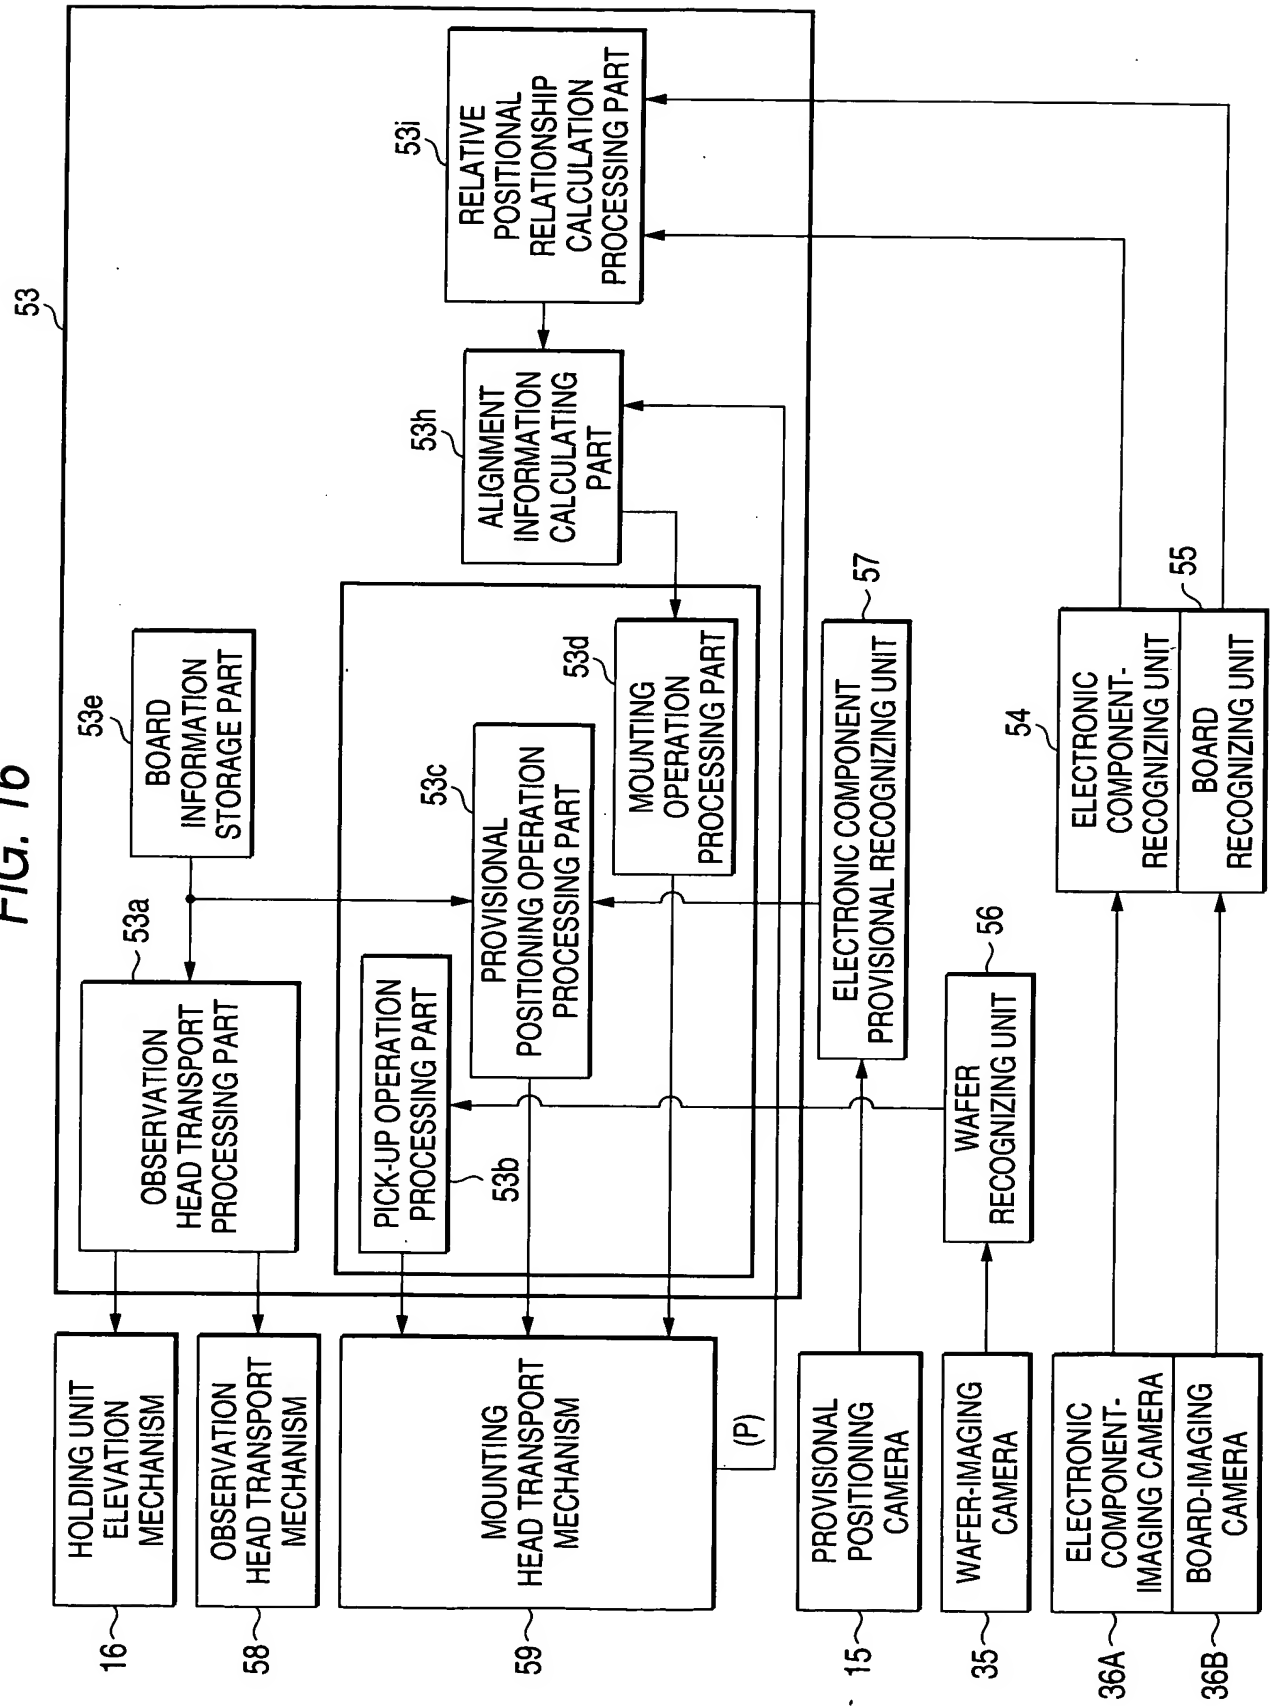 FIG. 16
53
HOLDING UNIT
ELEVATION
MECHANISM
16
OBSERVATION
HEAD TRANSPORT
MECHANISM
58
MOUNTING
HEAD TRANSPORT
MECHANISM
59
(P)
PROVISIONAL
POSITIONING
CAMERA
15
WAFER-IMAGING
CAMERA
35
ELECTRONIC
COMPONENT-
IMAGING CAMERA
36A
BOARD-IMAGING
CAMERA
36B
53a
OBSERVATION
HEAD TRANSPORT
PROCESSING PART
53e
BOARD
INFORMATION
STORAGE PART
PICK-UP OPERATION
PROCESSING PART
53b
53c
PROVISIONAL
POSITIONING OPERATION
PROCESSING PART
53d
MOUNTING
OPERATION
PROCESSING PART
53h
ALIGNMENT
INFORMATION
CALCULATING
PART
53i
RELATIVE
POSITIONAL
RELATIONSHIP
CALCULATION
PROCESSING PART
57
ELECTRONIC COMPONENT
PROVISIONAL RECOGNIZING UNIT
56
WAFER
RECOGNIZING UNIT
54
ELECTRONIC
COMPONENT-
RECOGNIZING UNIT
55
BOARD
RECOGNIZING UNIT